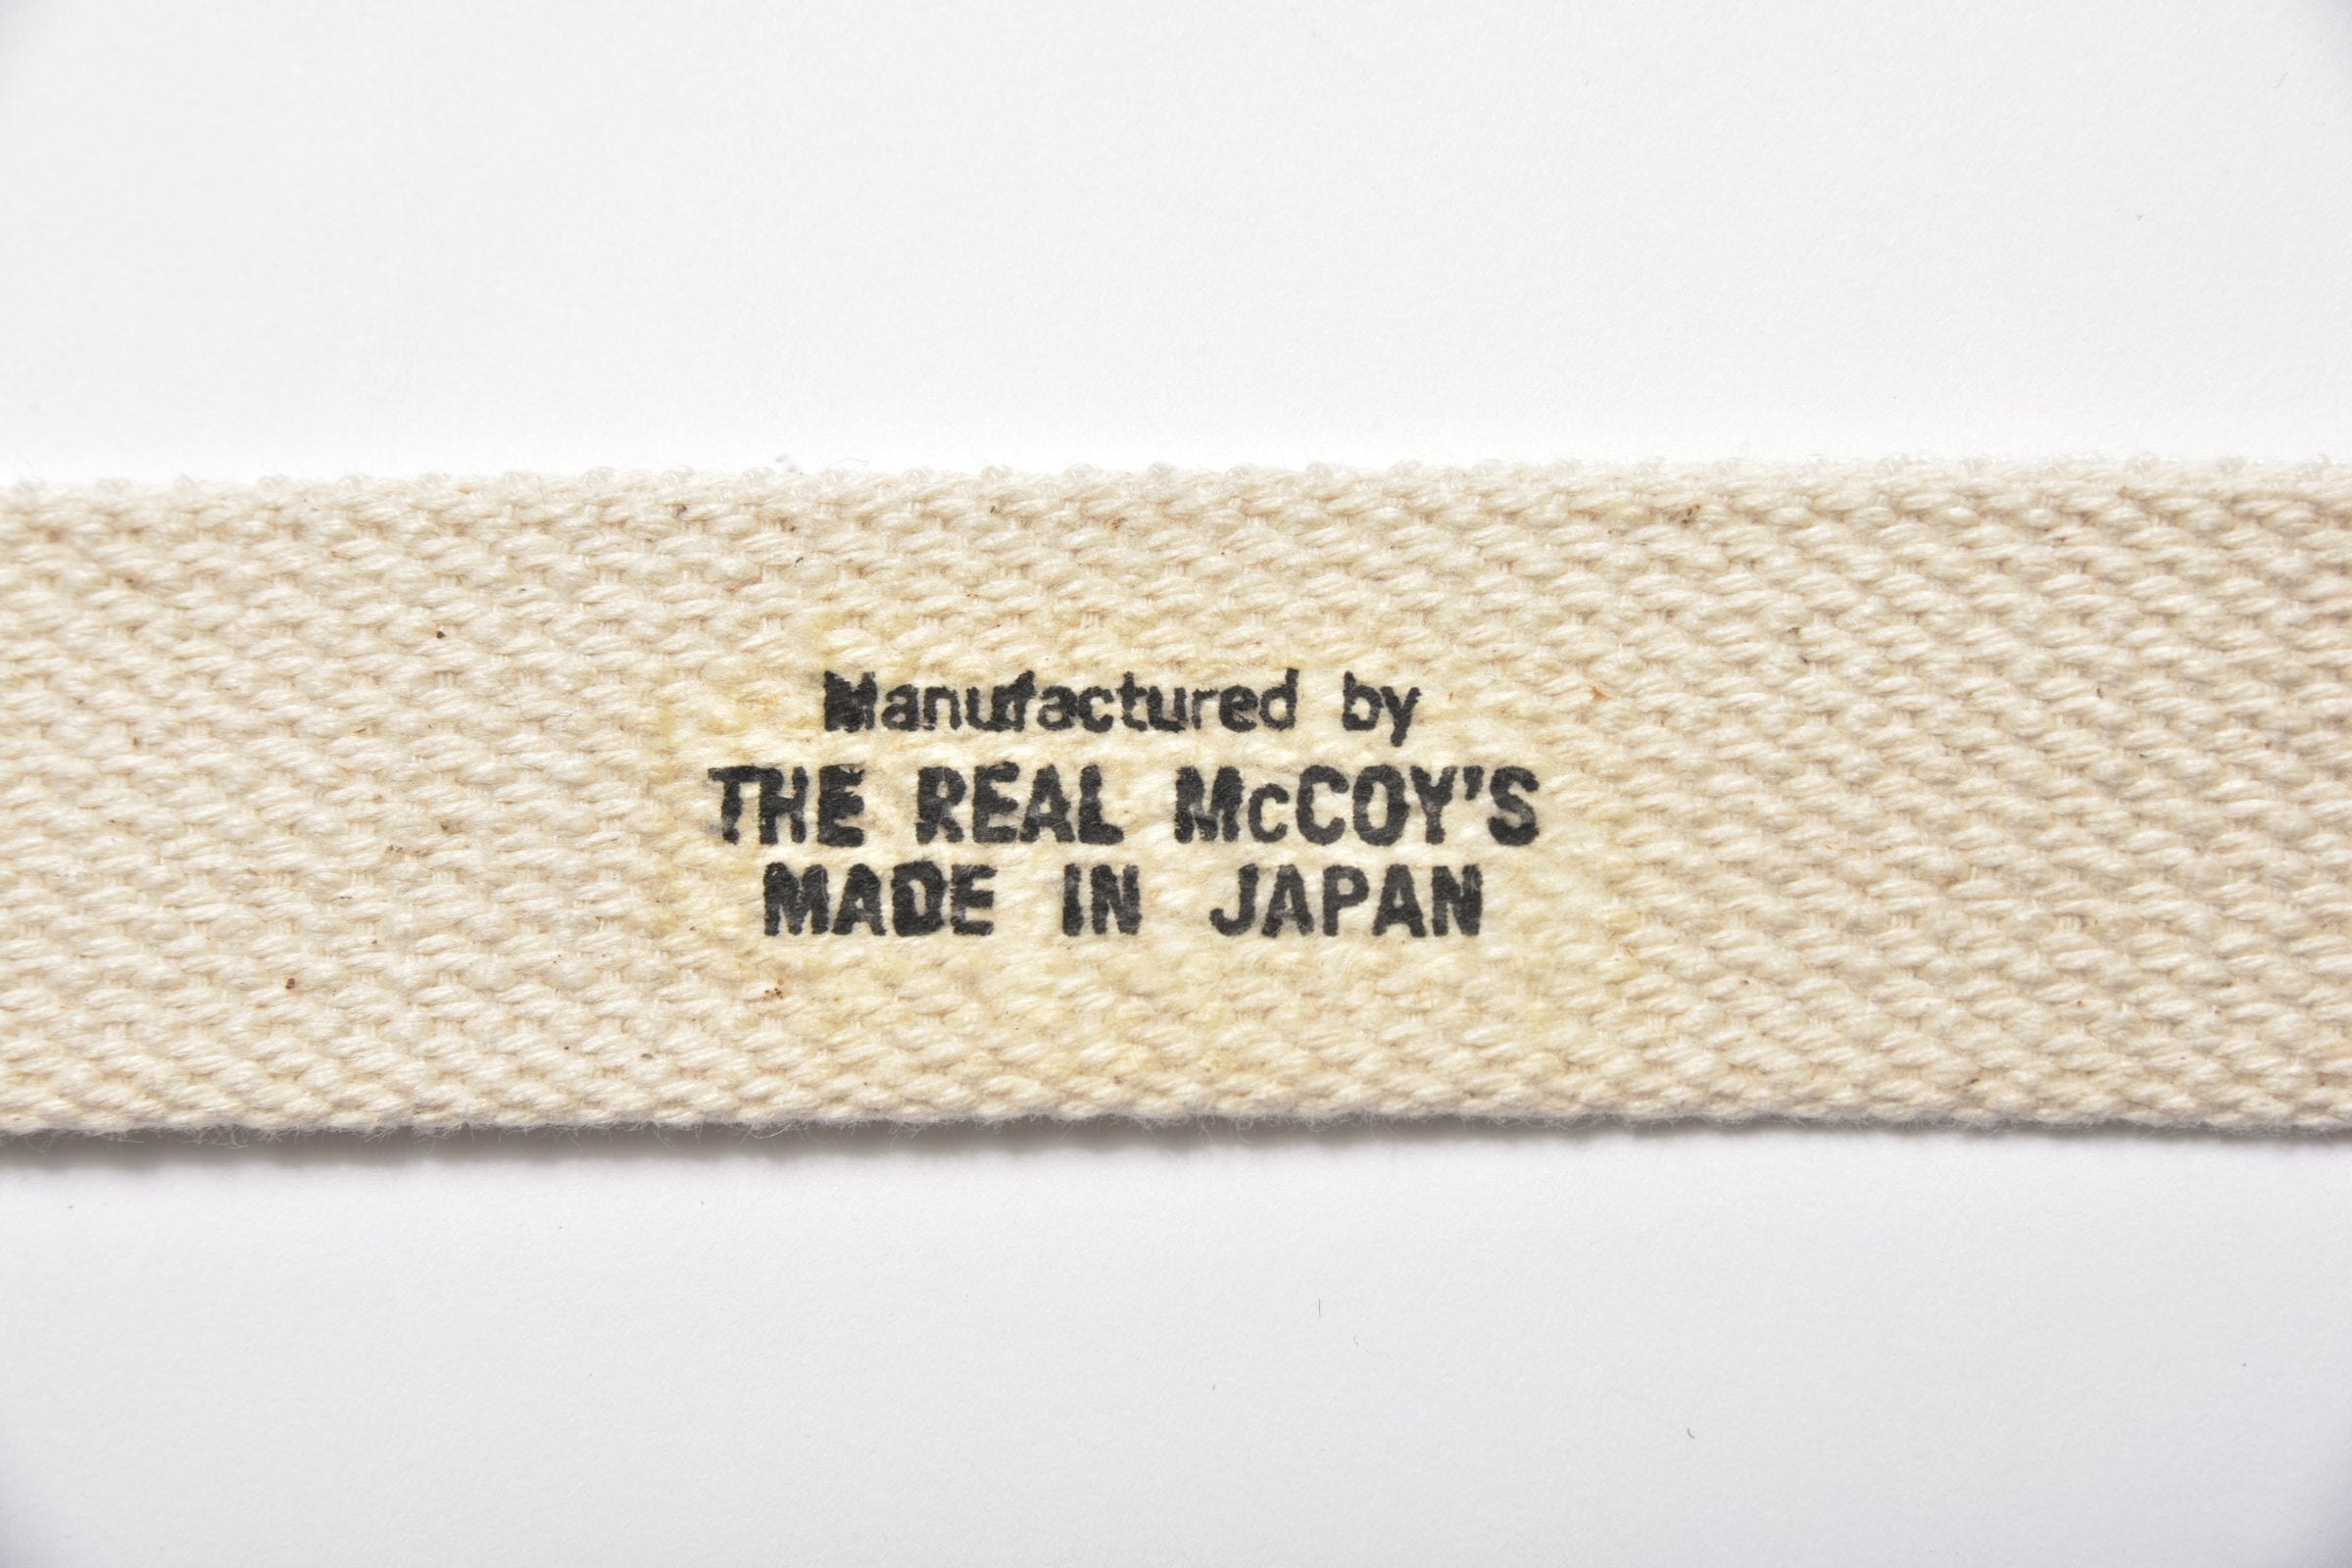 Manufactured by
THE REAL McCOY'S
MADE IN JAPAN